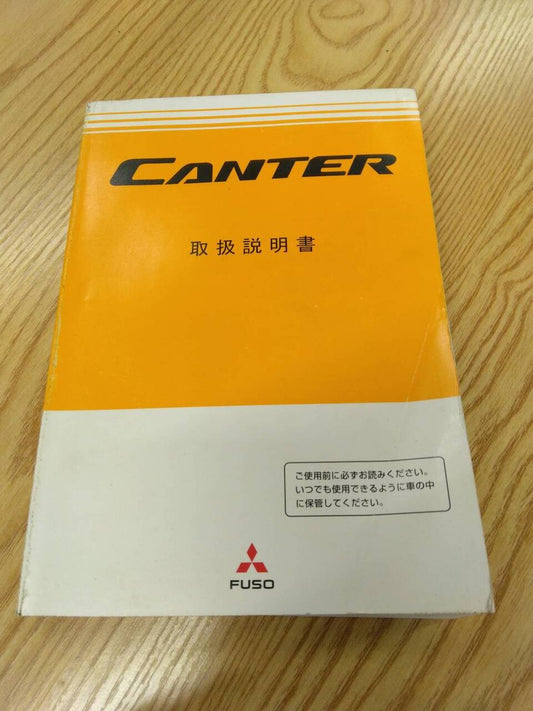 CANTER
取扱説明書
ご使用前に必ずお読みください。
いつでも使用できるように車の中
に保管してください。
FUSO